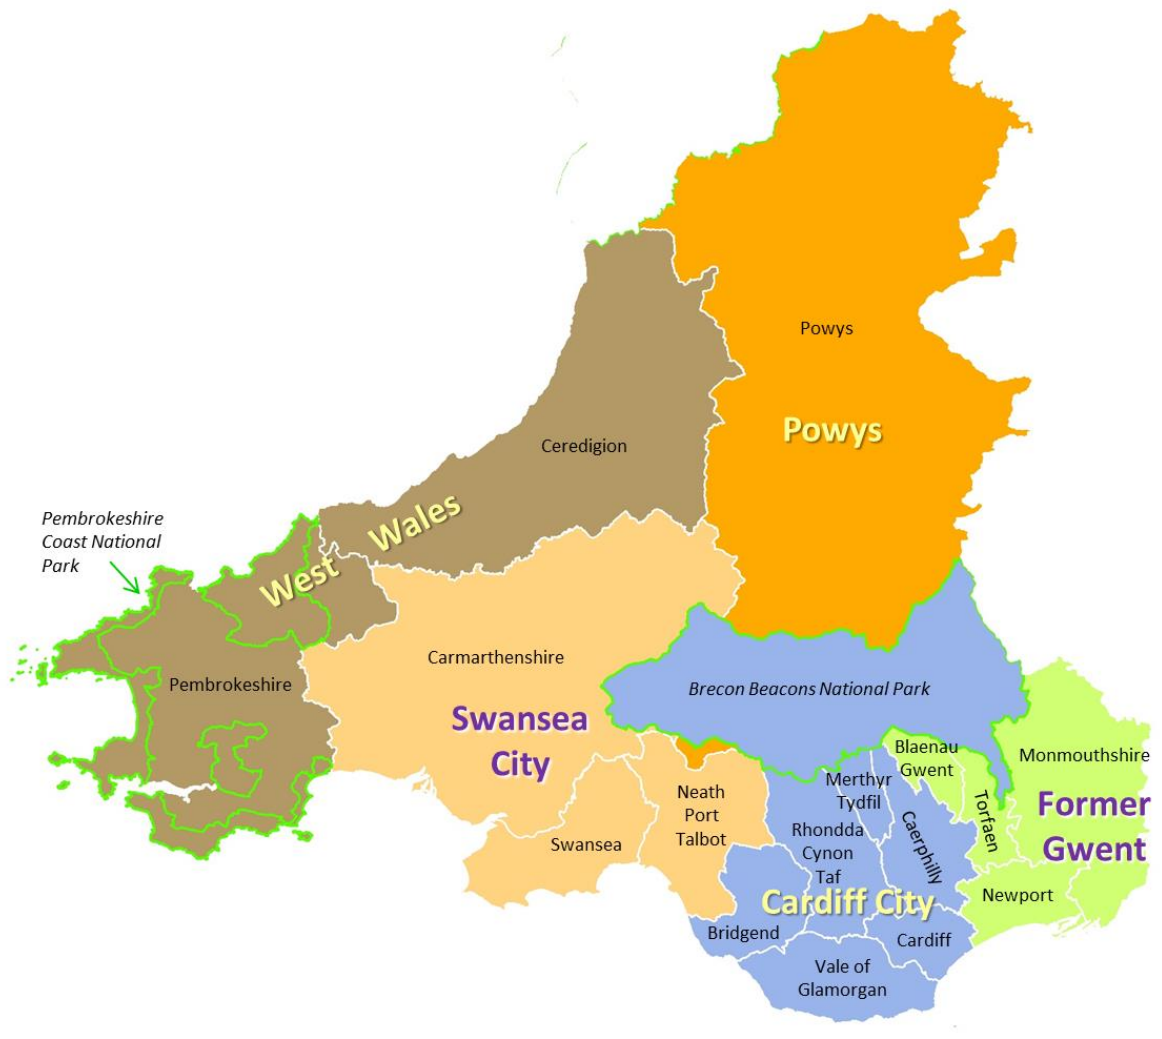 Powys
Powys
Ceredigion
West Wales
Pembrokeshire
Coast National
Park
Pembrokeshire
Carmarthenshire
Swansea
City
Brecon Beacons National Park
Neath
Port
Talbot
Swansea
Blaenau
Gwent
Merthyr
Tydfil
Monmouthshire
Former
Gwent
Torfaen
Caerphilly
Rhondda
Cynon
Taf
Cardiff City
Newport
Bridgend
Cardiff
Vale of
Glamorgan